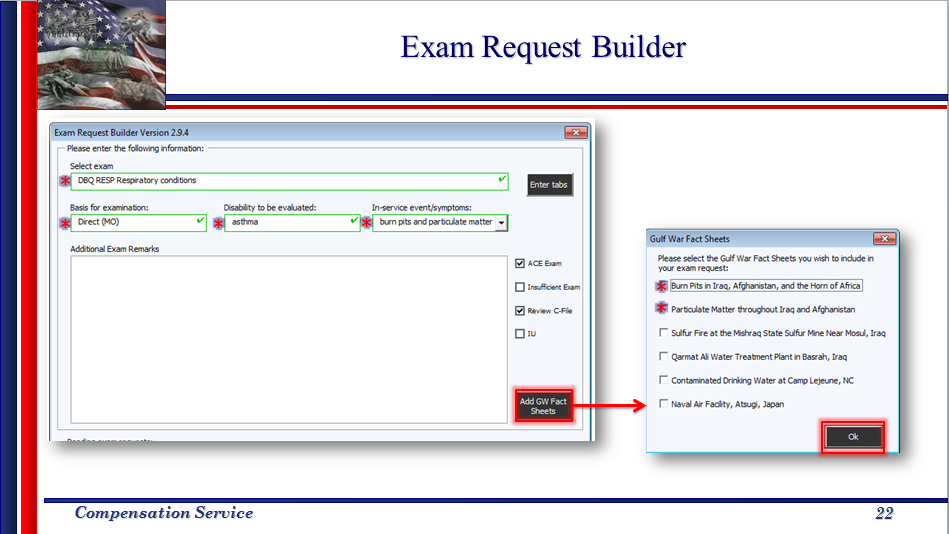 Exam Request Builder
Exam Request Builder Version 2.9.4
Please enter the following information:
Select exam
DBQ RESP Respiratory conditions
Enter tabs
Basis for examination:
Disability to be evaluated:
In-service event/symptoms:
Direct (MO)
asthma
burn pits and particulate matter
Additional Exam Remarks
ACE Exam
Insufficient Exam
Review C-File
IU
Add GW Fact
Sheets
Gulf War Fact Sheets
Please select the Gulf War Fact Sheets you wish to include in
your exam request:
Burn Pits in Iraq, Afghanistan, and the Horn of Africa
Particulate Matter throughout Iraq and Afghanistan
Sulfur Fire at the Mishraq State Sulfur Mine Near Mosul, Iraq
Qarmat Ali Water Treatment Plant in Basrah, Iraq
Contaminated Drinking Water at Camp Lejeune, NC
Naval Air Facility, Atsugi, Japan
Ok
Compensation Service
22